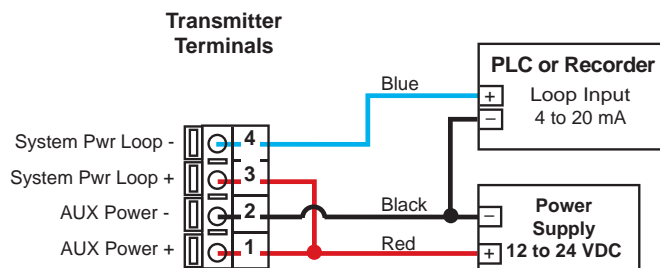 Transmitter
Terminals
PLC or Recorder
Blue
+
Loop Input
−
4 to 20 mA
System Pwr Loop -
4
System Pwr Loop +
3
AUX Power -
2
Black
−
Power
Supply
AUX Power +
1
Red
+
12 to 24 VDC